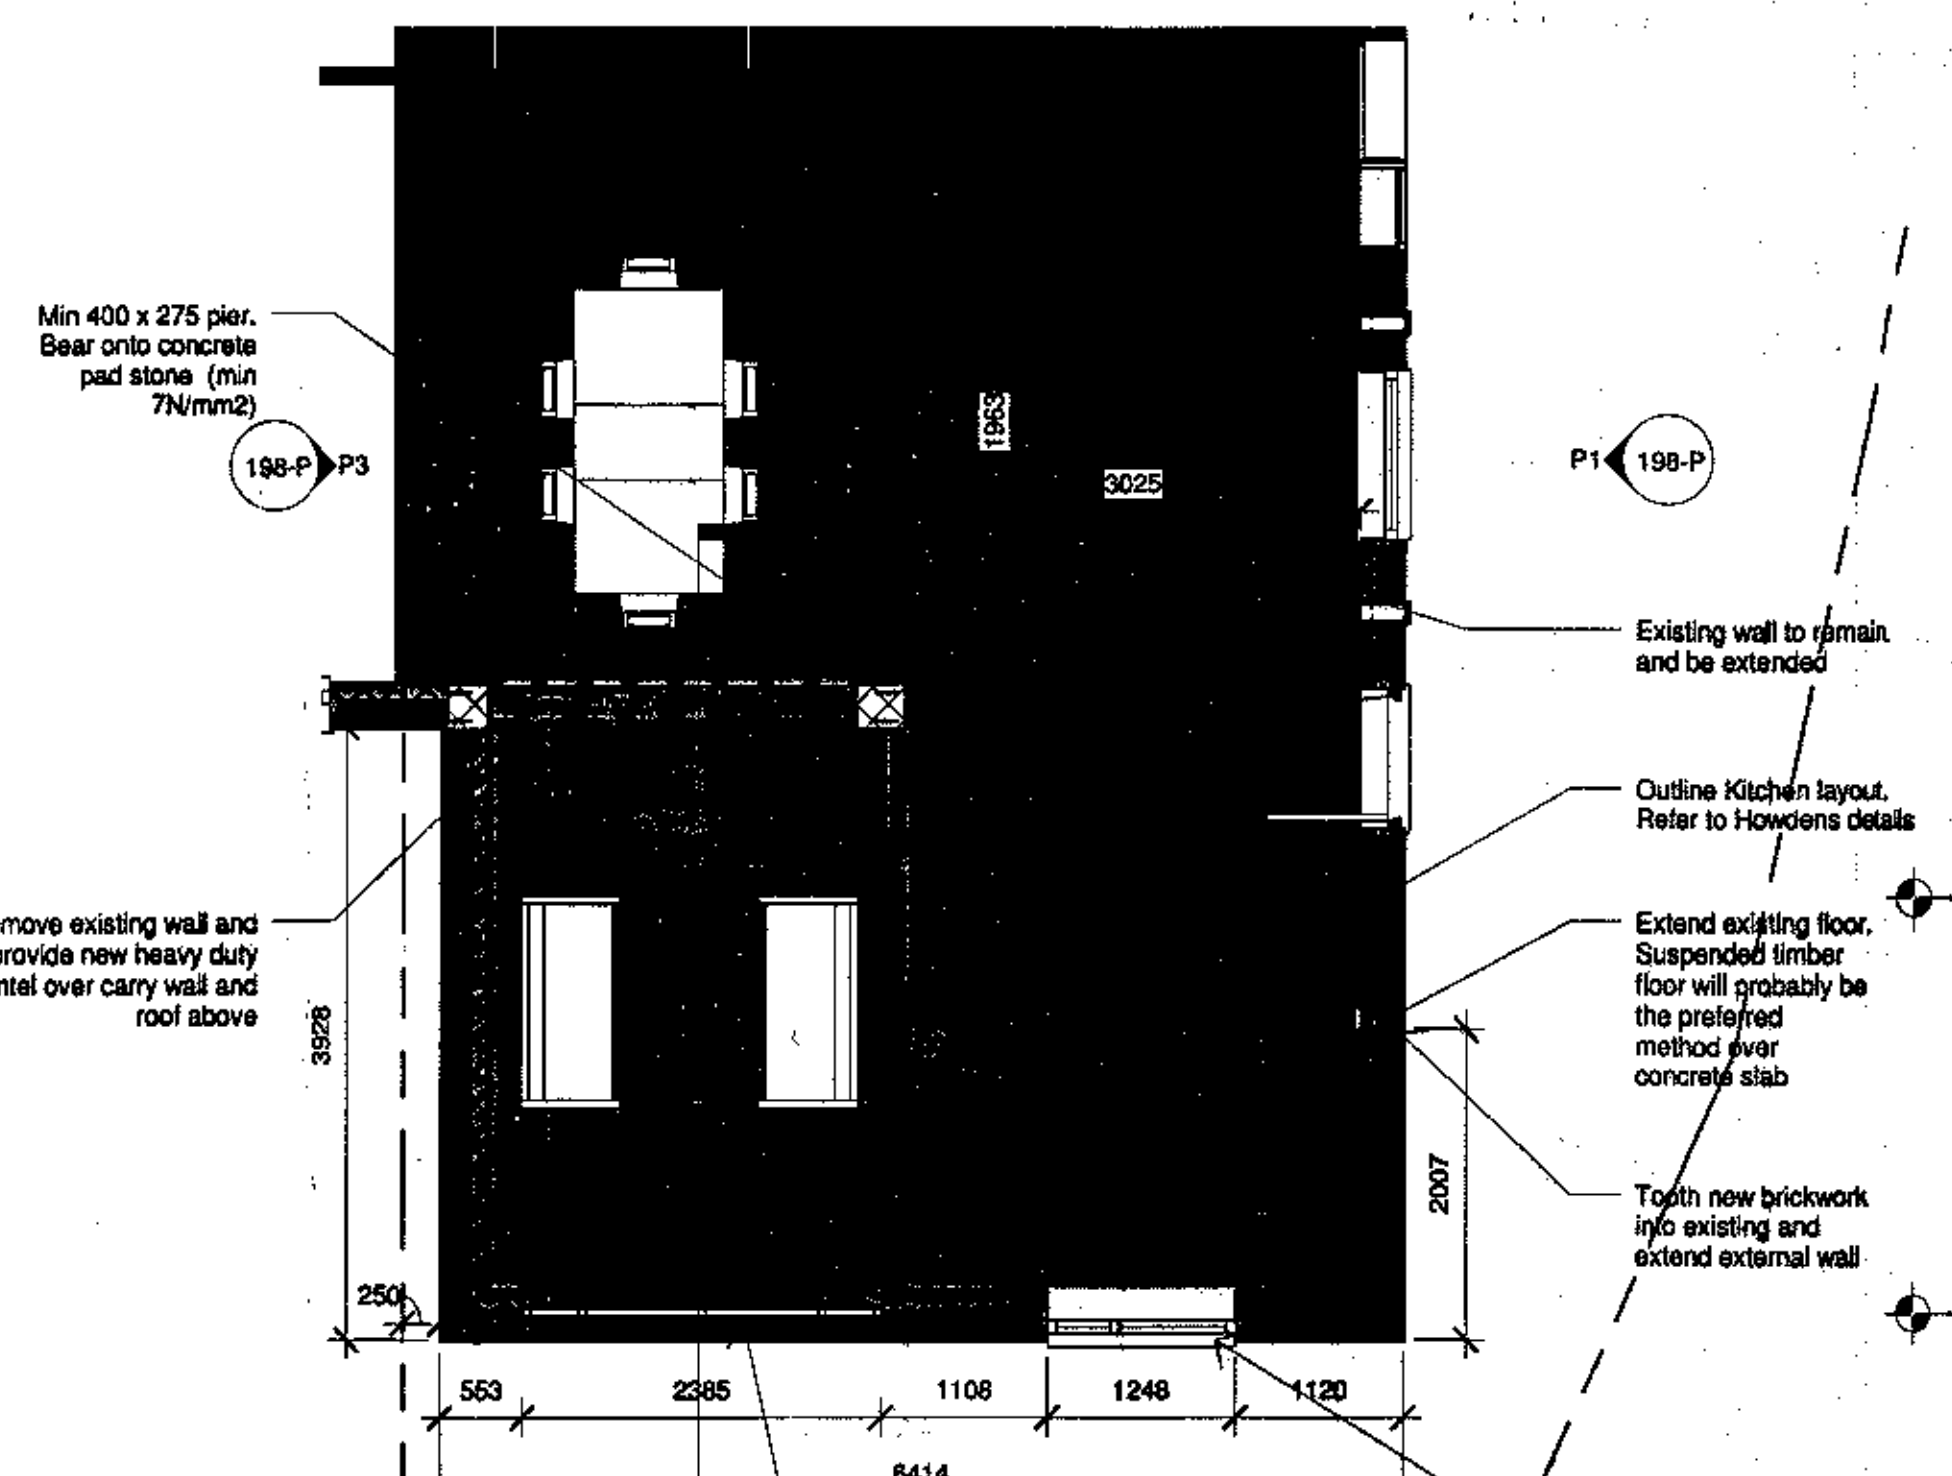 Min 400 x 275 pier.
Bear onto concrete
pad stone (min
7N/mm2)
198-P
P3
1963
3025
P1
198-P
Existing wall to remain
and be extended
Outline Kitchen layout.
Refer to Howdens details
move existing wall and
provide new heavy duty
ntel over carry wall and
roof above
3928
Extend existing floor.
Suspended timber
floor will probably be
the preferred
method over
concrete slab
2007
Tooth new brickwork
into existing and
extend external wall
250
553
2385
1108
1248
1120
6414